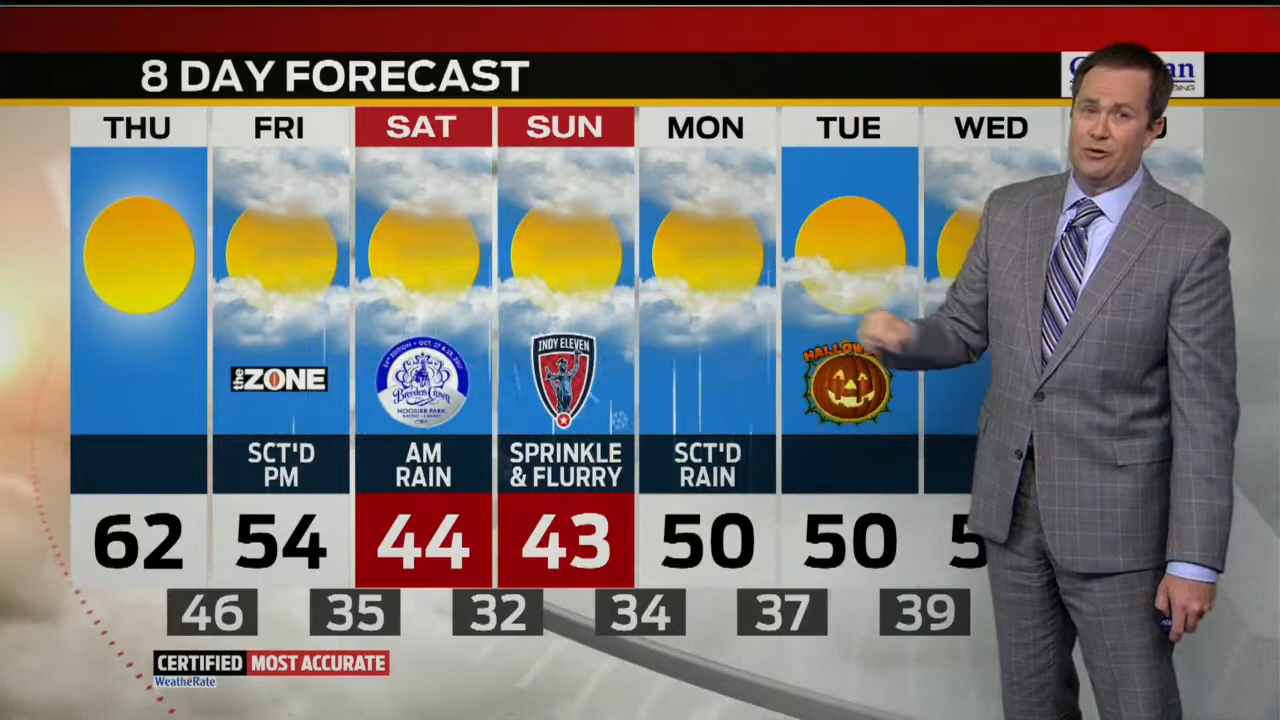 8 DAY FORECAST
THU FRI SAT SUN MON TUE WED
the ZONE
INDY ELEVEN
HOOSIER PARK
SCT'D
PM
AM
RAIN
SPRINKLE
& FLURRY
SCT'D
RAIN
62 54 44 43 50 50
46 35 32 34 37 39
CERTIFIED MOST ACCURATE
WeatheRate